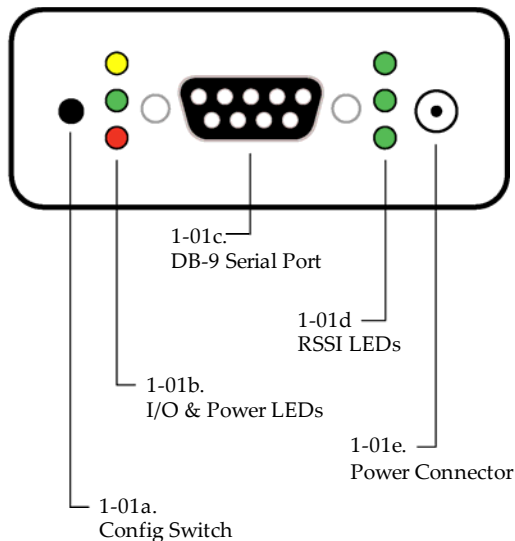 1-01c.
DB-9 Serial Port
1-01d
RSSI LEDs
1-01b.
I/O & Power LEDs
1-01e.
Power Connector
1-01a.
Config Switch